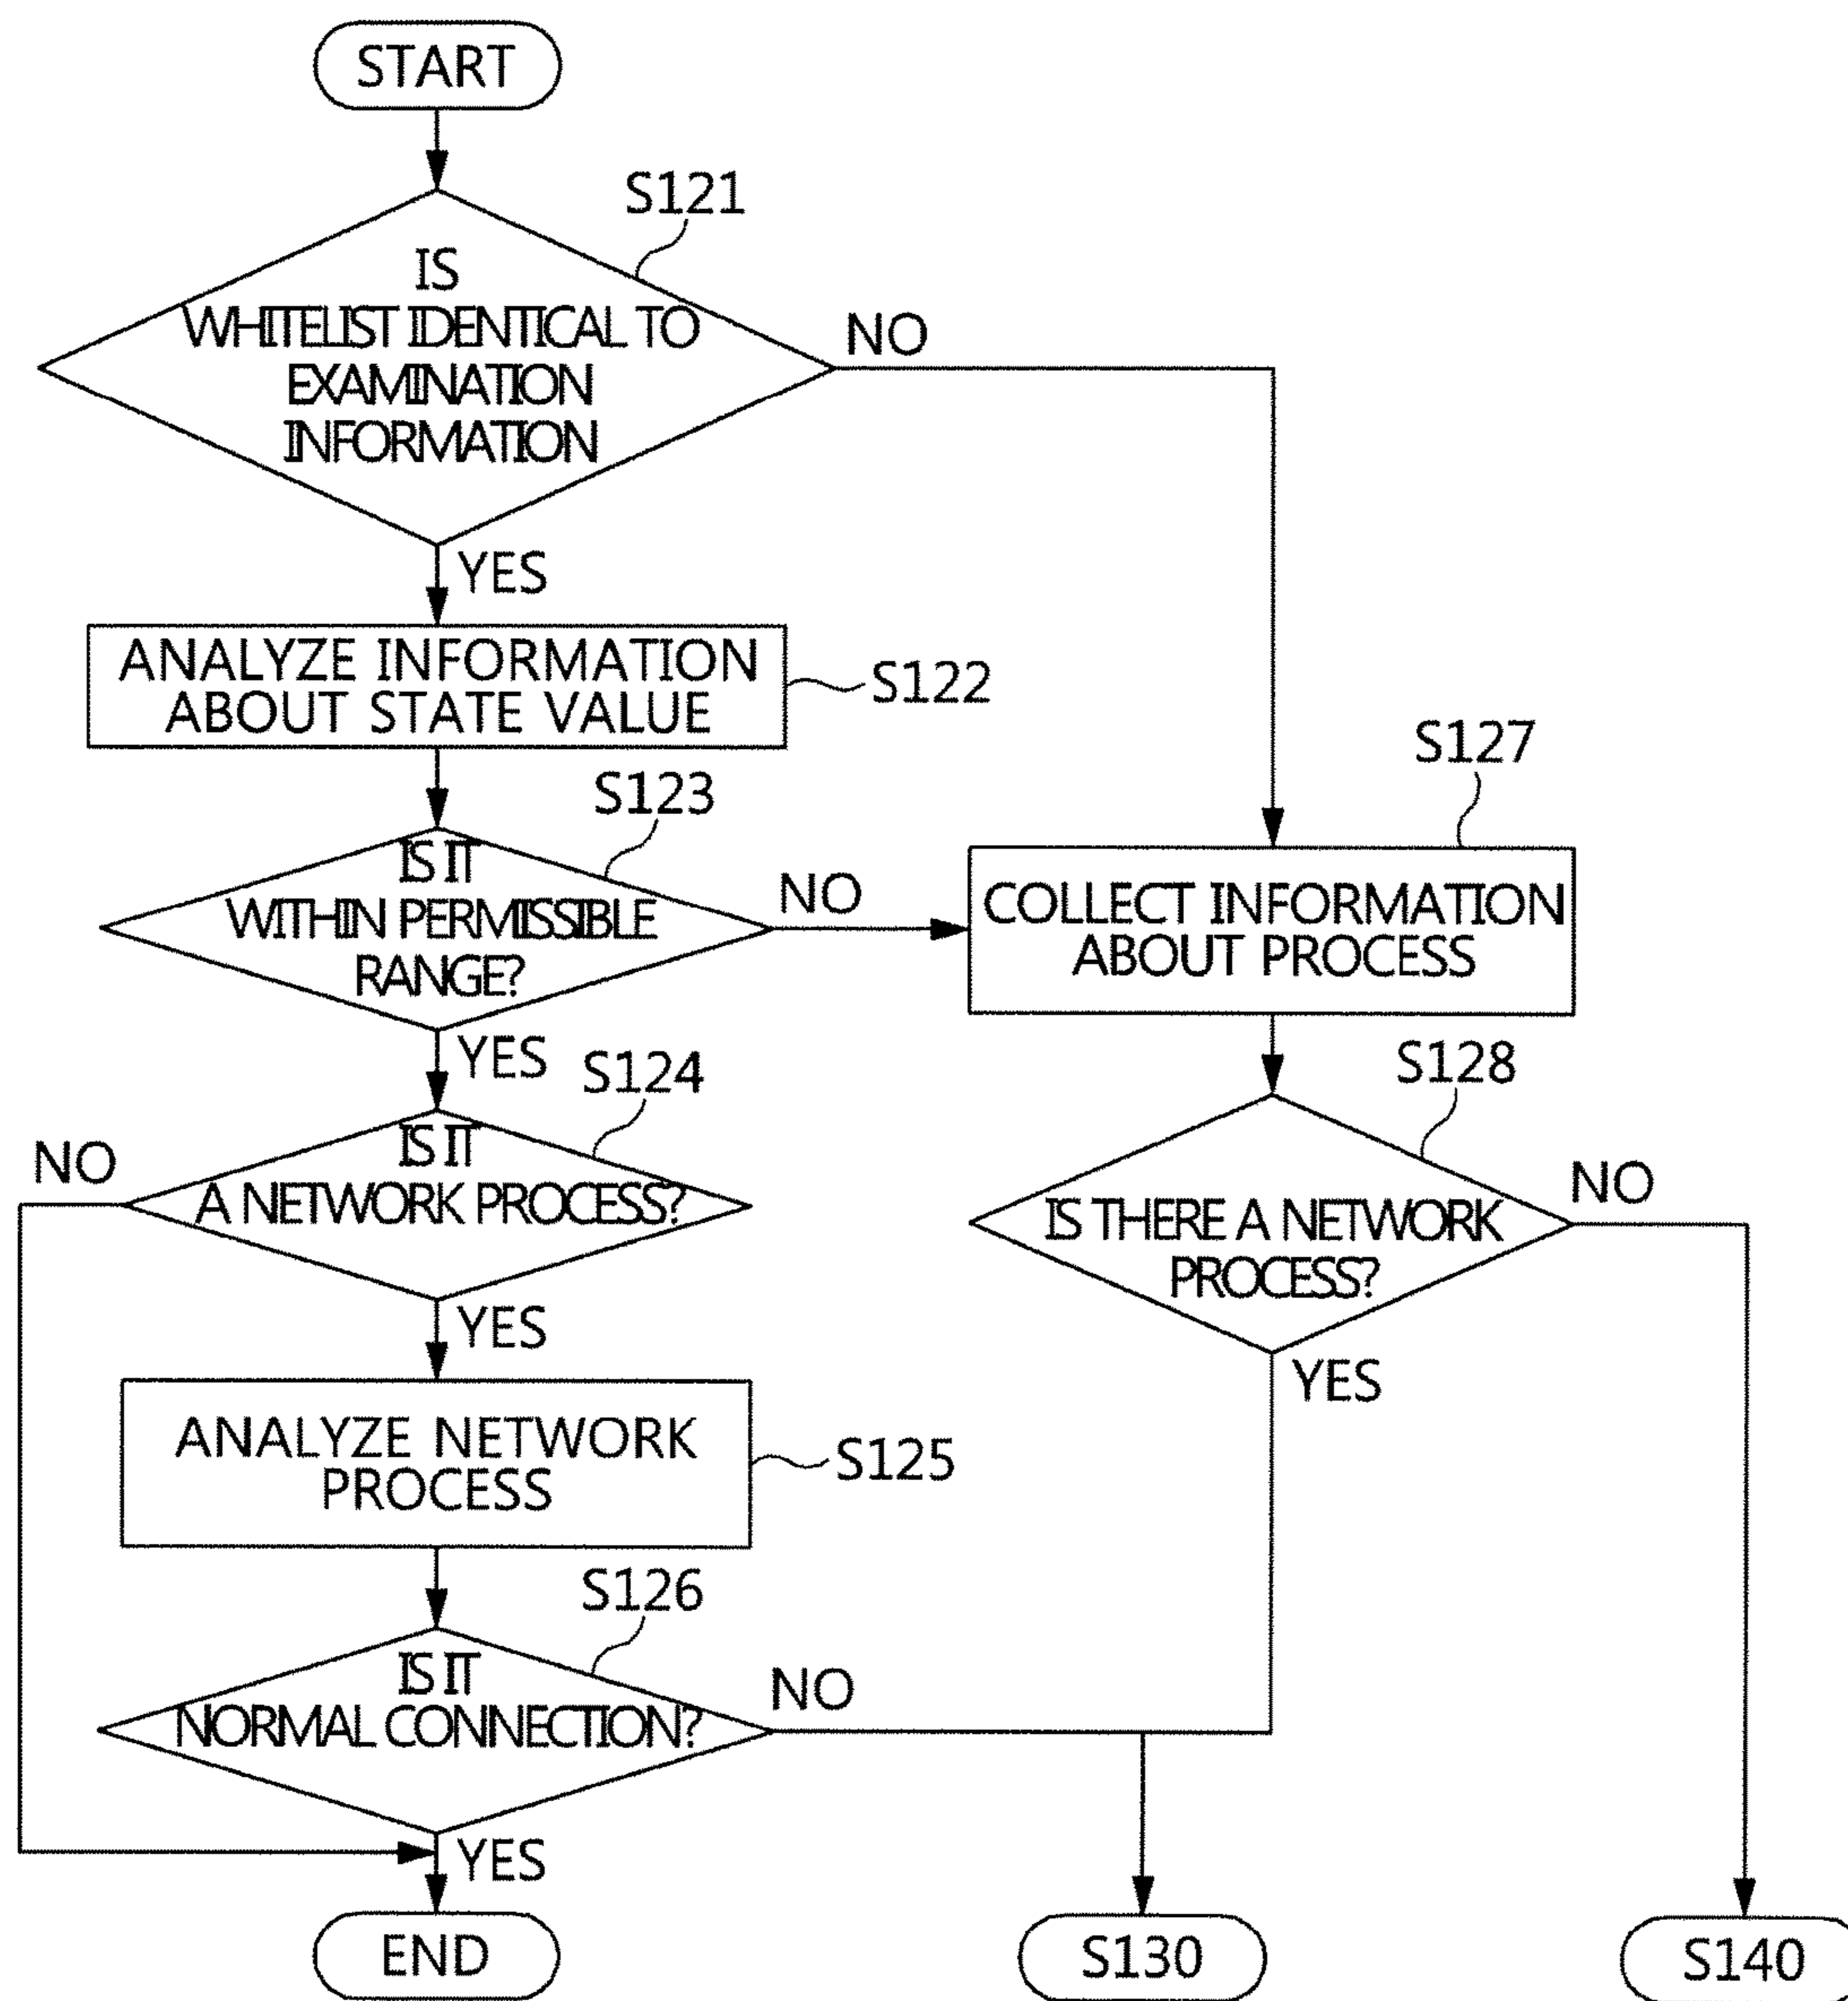 START
S121
IS
WHITELIST IDENTICAL TO
EXAMINATION
INFORMATION
NO
YES
ANALYZE INFORMATION
ABOUT STATE VALUE
S122
S123
IS IT
WITHIN PERMISSIBLE
RANGE?
NO
YES
S127
COLLECT INFORMATION
ABOUT PROCESS
S124
IS IT
A NETWORK PROCESS?
NO
YES
S128
IS THERE A NETWORK
PROCESS?
NO
YES
ANALYZE NETWORK
PROCESS
S125
S126
IS IT
NORMAL CONNECTION?
NO
YES
END
S130
S140